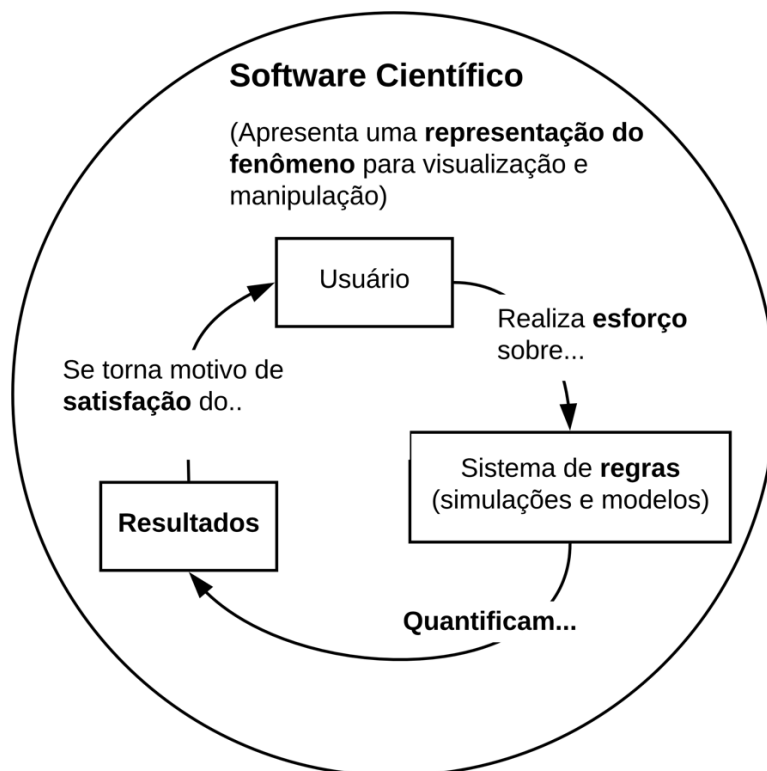 Software Científico
(Apresenta uma representação do
fenômeno para visualização e
manipulação)
Usuário
Realiza esforço
sobre...
Sistema de regras
(simulações e modelos)
Quantificam...
Resultados
Se torna motivo de
satisfação do..